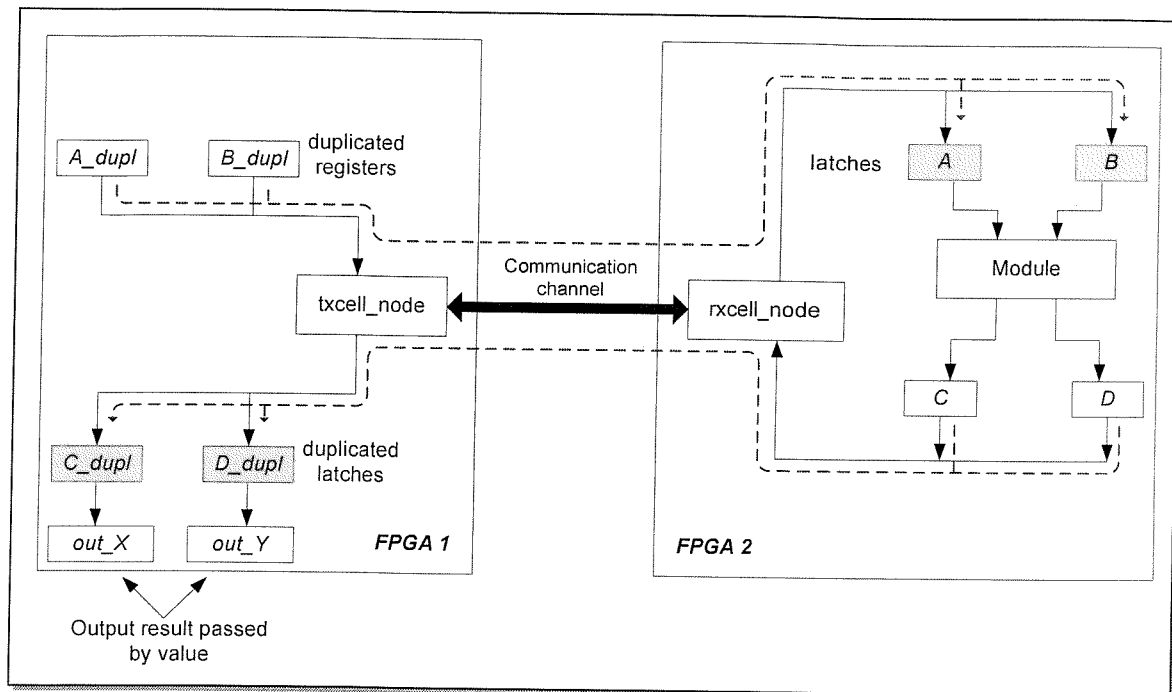 A_dupl
B_dupl
duplicated
registers
latches
A
B
Module
Communication
channel
txcell_node
rxcell_node
C
D
C_dupl
D_dupl
duplicated
latches
out_X
out_Y
FPGA 1
FPGA 2
Output result passed
by value